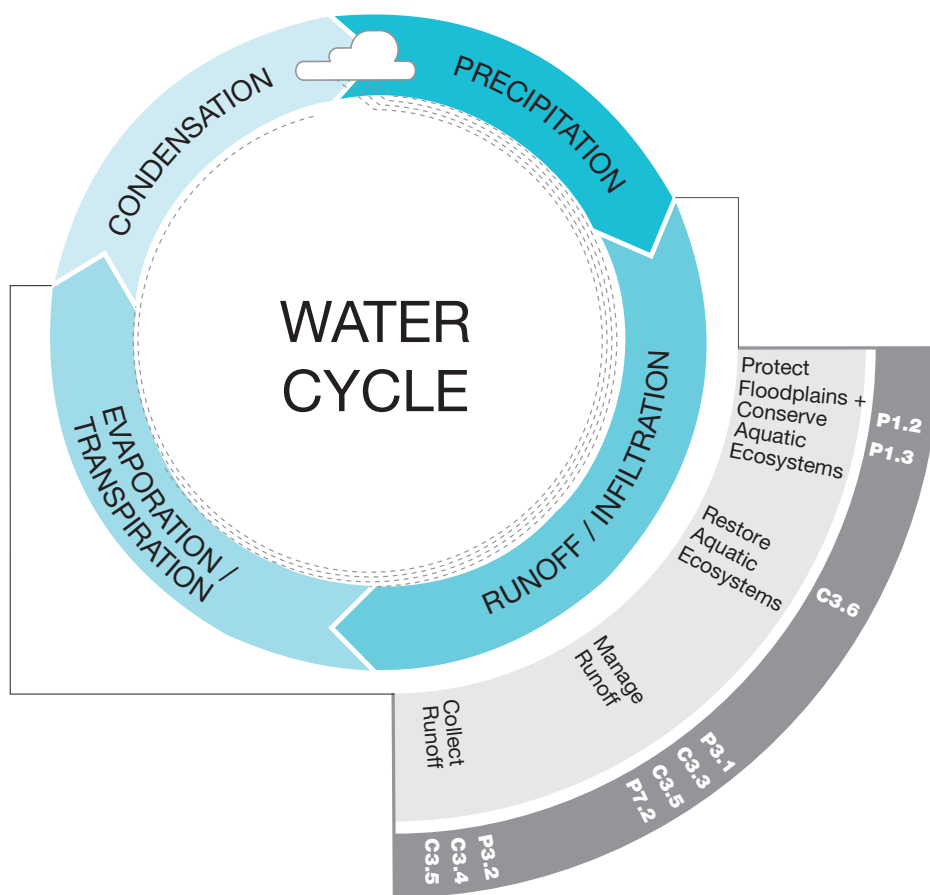 CONDENSATION
PRECIPITATION
WATER
CYCLE
RUNOFF / INFILTRATION
EVAPORATION /
TRANSPIRATION
Protect
Floodplains +
Conserve
Aquatic
Ecosystems
P1.2
P1.3
Restore
Aquatic
Ecosystems
C3.6
Manage
Runoff
P3.1
C3.3
C3.5
P7.2
Collect
Runoff
P3.2
C3.4
C3.5